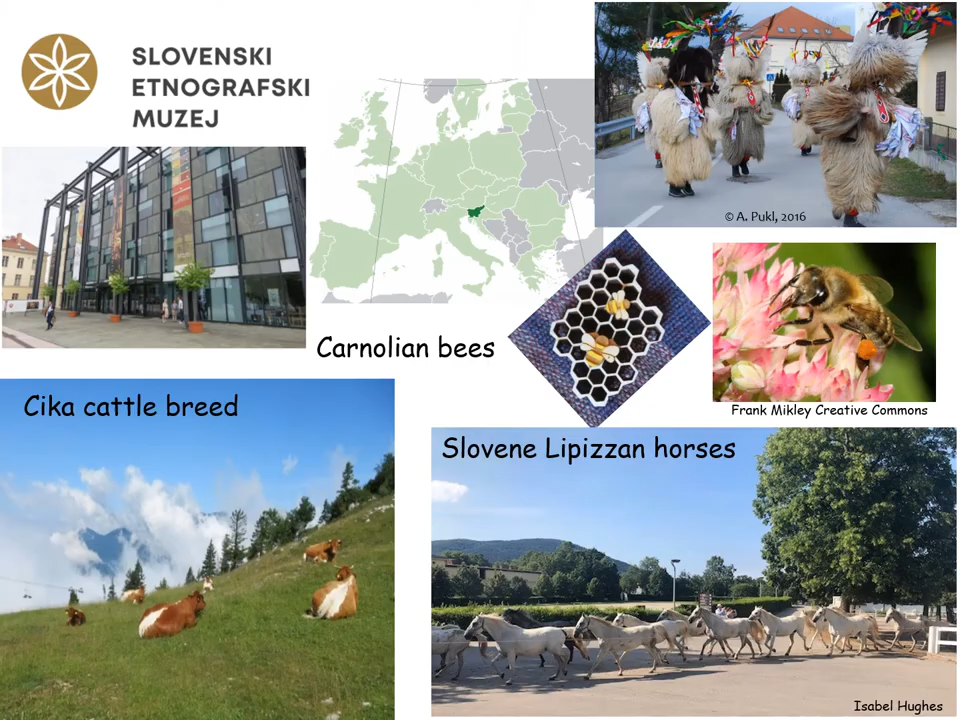 SLOVENSKI
ETNOGRAFSKI
MUZEJ
© A. Pukl, 2016
Carnolian bees
Frank Mikley Creative Commons
Cika cattle breed
Slovene Lipizzan horses
Isabel Hughes